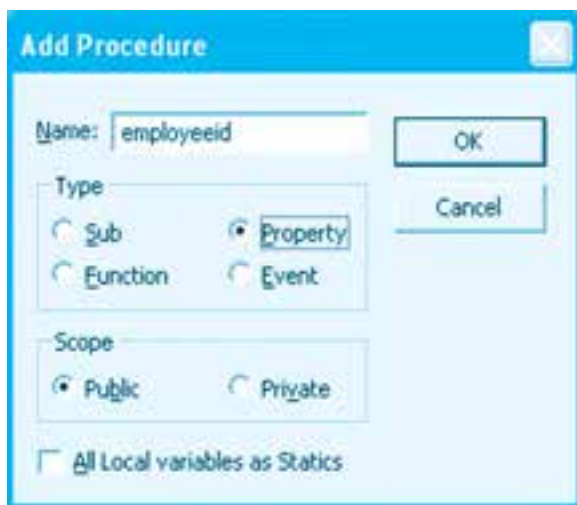 Add Procedure
Name: employeeid
OK
Cancel
Type
Sub
Property
Function
Event
Scope
Public
Private
All Local variables as Statics